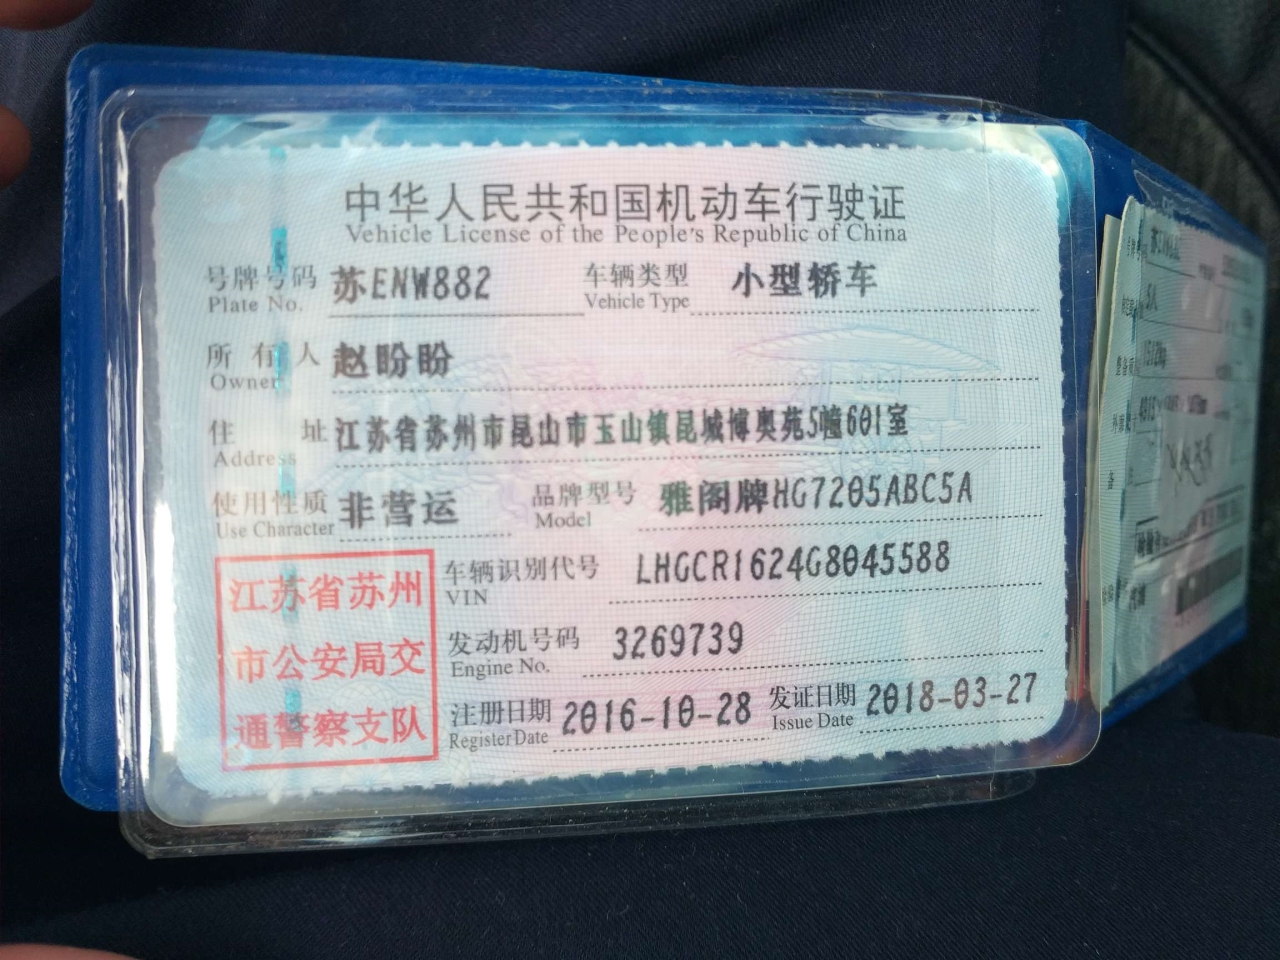 中华人民共和国机动车行驶证
Vehicle License of the People's Republic of China
号牌号码 苏ENW882 车辆类型 小型轿车
Plate No. Vehicle Type
所有人 赵盼盼
Owner
住址 江苏省苏州市昆山市玉山镇昆城博奥苑5幢601室
Address
使用性质 非营运 品牌型号 雅阁牌HG7205ABC5A
Use Character Model
江苏省苏州
市公安局交
通警察支队
车辆识别代号 LHGCR1624G8045588
VIN
发动机号码 3269739
Engine No.
注册日期 2016-10-28 发证日期 2018-03-27
Register Date Issue Date